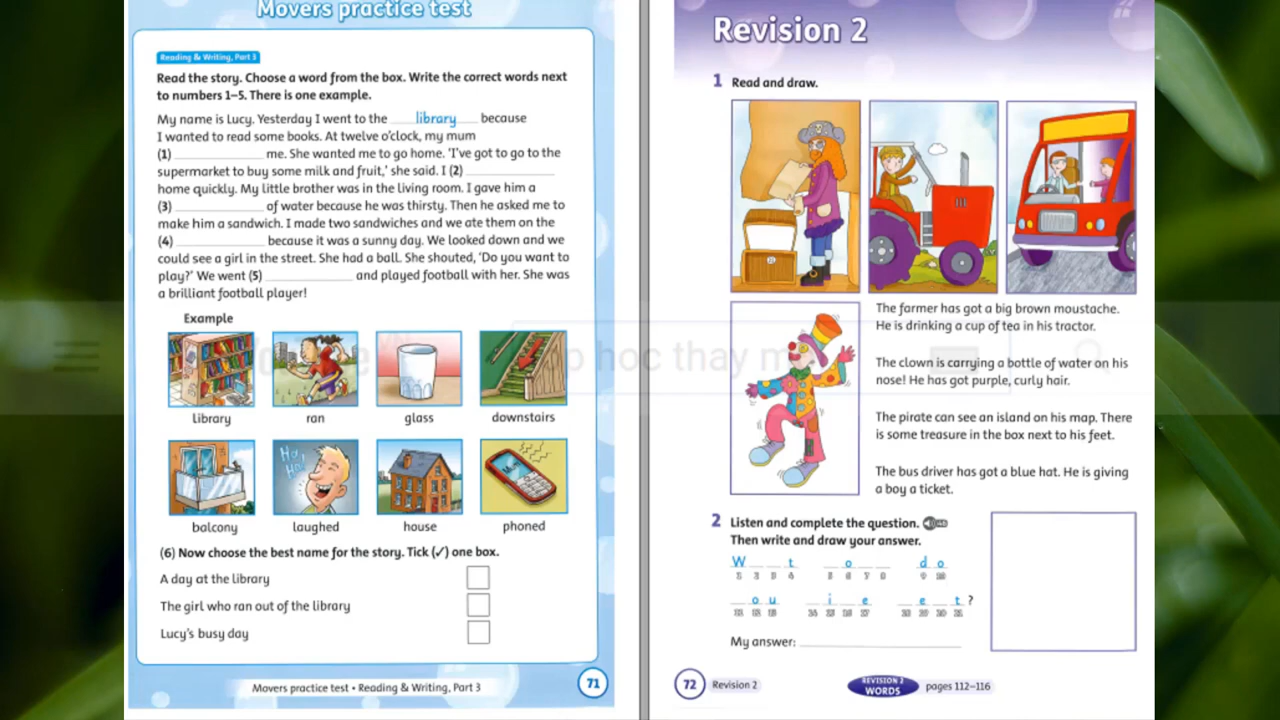 Movers practice test
Reading & Writing, Part 3
Read the story. Choose a word from the box. Write the correct words next
to numbers 1–5. There is one example.
My name is Lucy. Yesterday I went to the library because
I wanted to read some books. At twelve o'clock, my mum
(1) me. She wanted me to go home. 'I've got to go to the
supermarket to buy some milk and fruit,' she said. I (2)
home quickly. My little brother was in the living room. I gave him a
(3) of water because he was thirsty. Then he asked me to
make him a sandwich. I made two sandwiches and we ate them on the
(4) because it was a sunny day. We looked down and we
could see a girl in the street. She had a ball. She shouted, 'Do you want to
play?' We went (5) and played football with her. She was
a brilliant football player!
Example
library ran glass downstairs
Ha Ha!
balcony laughed house phoned
(6) Now choose the best name for the story. Tick (✓) one box.
A day at the library
The girl who ran out of the library
Lucy's busy day
Movers practice test • Reading & Writing, Part 3
71
Revision 2
1 Read and draw.
The farmer has got a big brown moustache.
He is drinking a cup of tea in his tractor.
The clown is carrying a bottle of water on his
nose! He has got purple, curly hair.
The pirate can see an island on his map. There
is some treasure in the box next to his feet.
The bus driver has got a blue hat. He is giving
a boy a ticket.
2 Listen and complete the question.
Then write and draw your answer.
W t o d o
o u i e e t ?
My answer:
72 Revision 2
REVISION 2 WORDS pages 112–116
hoc thay